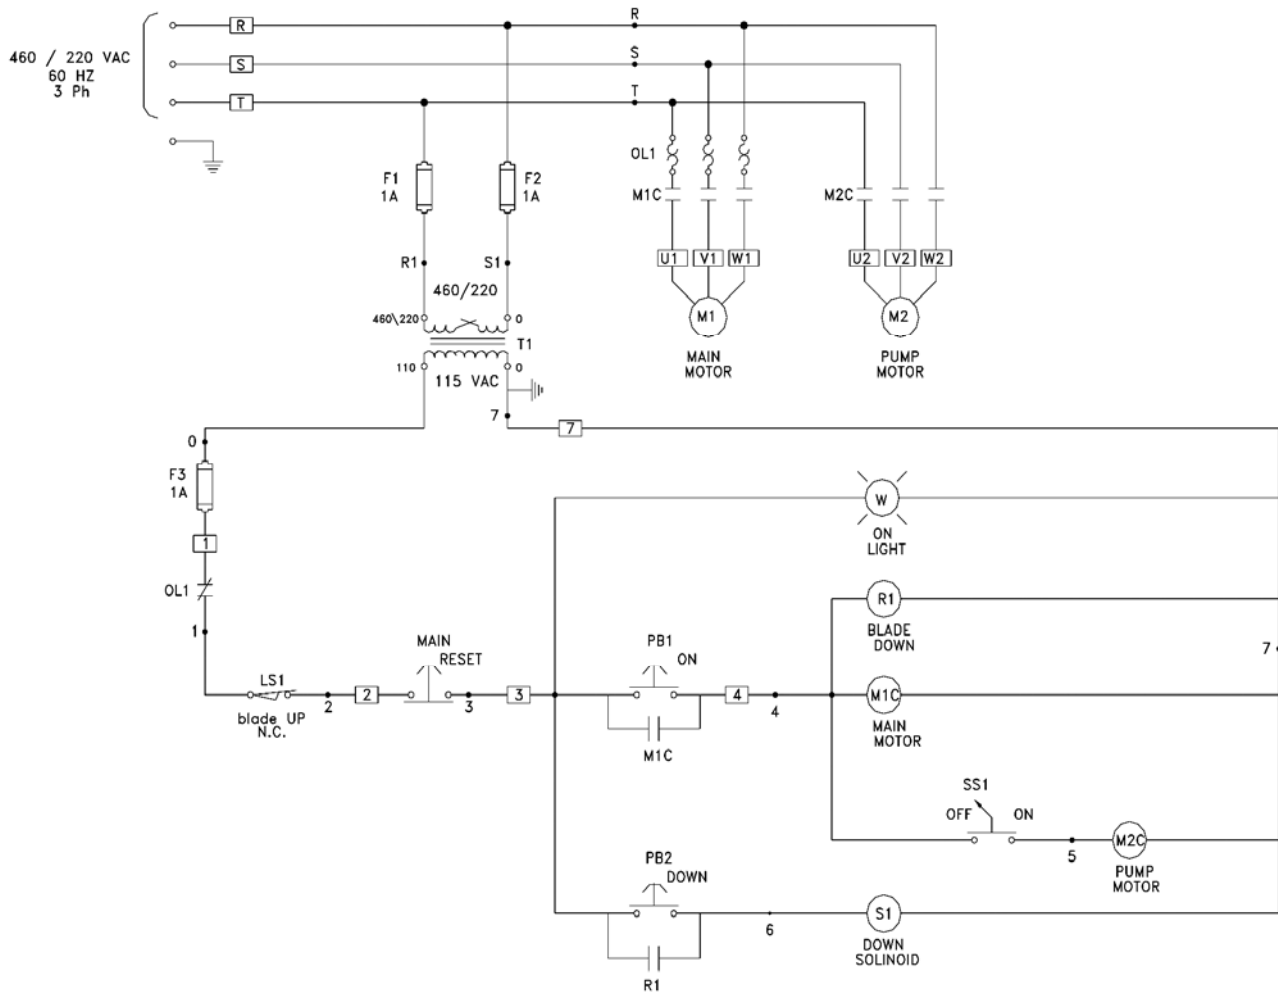 R
S
T
460 / 220 VAC
60 HZ
3 Ph
R
S
T
OL1
F1
1A
F2
1A
M1C
M2C
U1
V1
W1
U2
V2
W2
R1
S1
460/220
460\220
0
M1
M2
T1
MAIN
MOTOR
PUMP
MOTOR
110
0
115 VAC
7
7
0
F3
1A
W
ON
LIGHT
1
OL1
R1
BLADE
DOWN
1
MAIN
RESET
PB1
ON
7
LS1
2
2
3
3
4
4
M1C
blade UP
N.C.
MAIN
MOTOR
M1C
SS1
OFF
ON
5
M2C
PUMP
MOTOR
PB2
DOWN
6
S1
DOWN
SOLINOID
R1